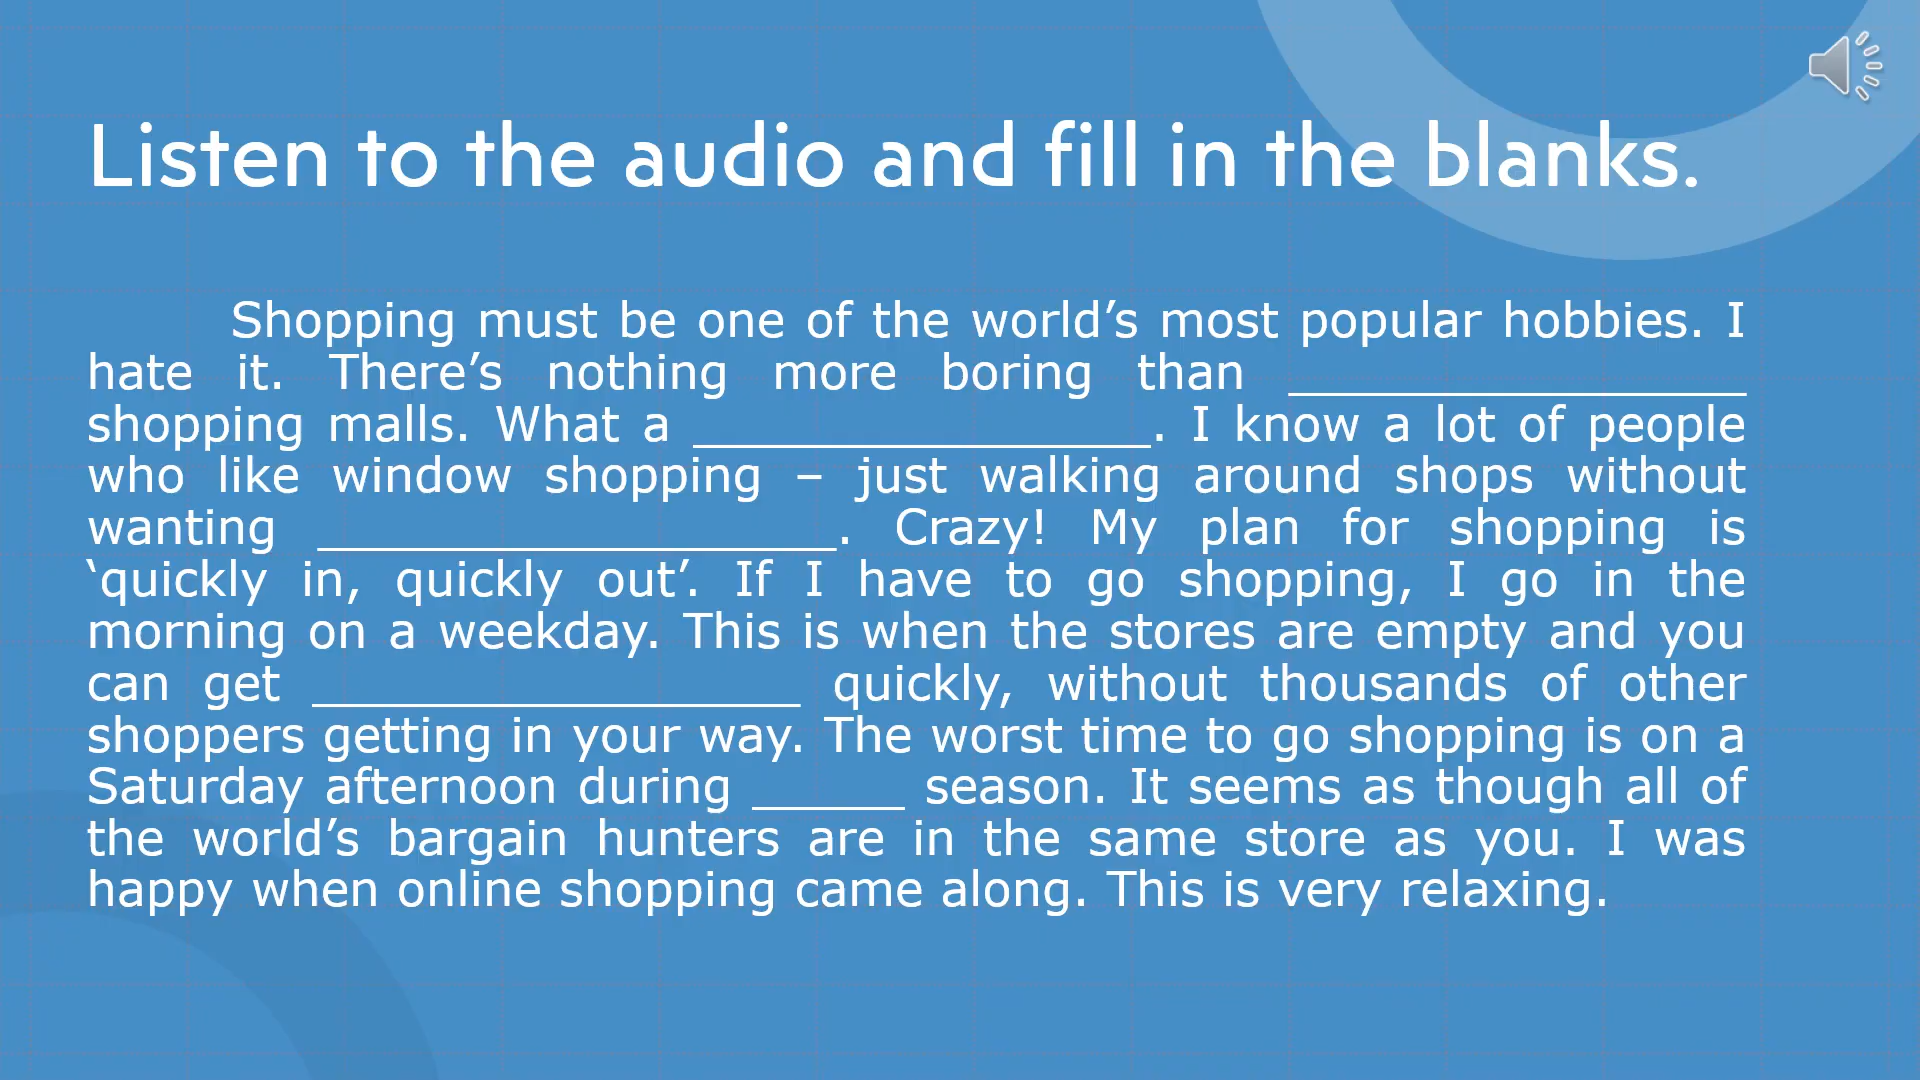 Listen to the audio and fill in the blanks.
Shopping must be one of the world’s most popular hobbies. I
hate it. There’s nothing more boring than __________________
shopping malls. What a __________________. I know a lot of people
who like window shopping – just walking around shops without
wanting ____________________. Crazy! My plan for shopping is
‘quickly in, quickly out’. If I have to go shopping, I go in the
morning on a weekday. This is when the stores are empty and you
can get ___________________ quickly, without thousands of other
shoppers getting in your way. The worst time to go shopping is on a
Saturday afternoon during ______ season. It seems as though all of
the world’s bargain hunters are in the same store as you. I was
happy when online shopping came along. This is very relaxing.